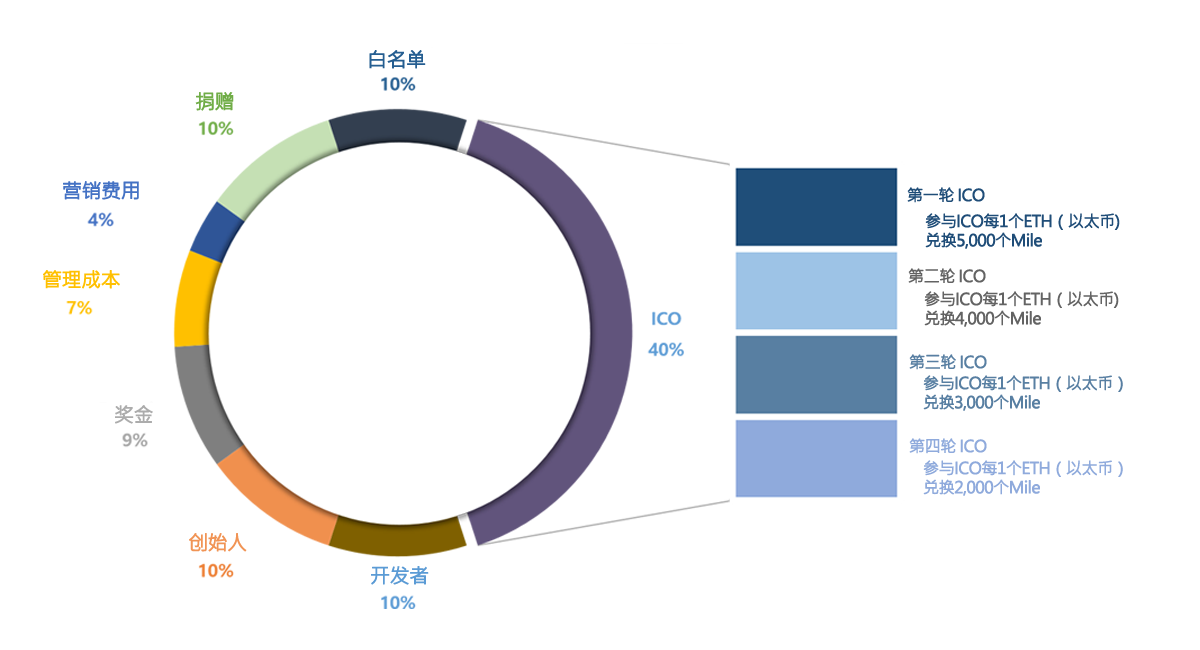 白名单
10%
捐赠
10%
营销费用
4%
管理成本
7%
奖金
9%
创始人
10%
开发者
10%
ICO
40%
第一轮 ICO
参与ICO每1个ETH（以太币)
兑换5,000个Mile
第二轮 ICO
参与ICO每1个ETH（以太币)
兑换4,000个Mile
第三轮 ICO
参与ICO每1个ETH（以太币）
兑换3,000个Mile
第四轮 ICO
参与ICO每1个ETH（以太币）
兑换2,000个Mile